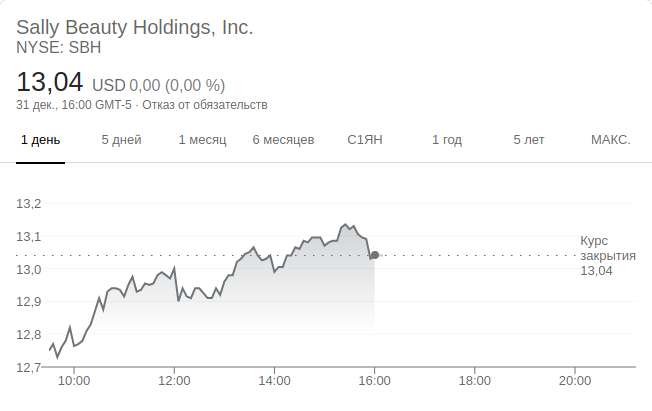 Sally Beauty Holdings, Inc.
NYSE: SBH
13,04 USD 0,00 (0,00 %)
31 дек., 16:00 GMT-5 · Отказ от обязательств
1 день 5 дней 1 месяц 6 месяцев С1ЯН 1 год 5 лет МАКС.
13,2
13,1
13,0
12,9
12,8
12,7
Курс
закрытия
13,04
10:00 12:00 14:00 16:00 18:00 20:00